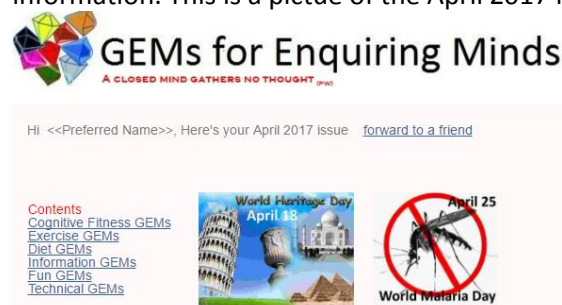 information. This is a pictue of the April 2017
GEMs for Enquiring Minds
A CLOSED MIND GATHERS NO THOUGHT (PW)
Hi <<Preferred Name>>, Here's your April 2017 issue forward to a friend
Contents
Cognitive Fitness GEMs
Exercise GEMs
Diet GEMs
Information GEMs
Fun GEMs
Technical GEMs
World Heritage Day
April 18
April 25
World Malaria Day